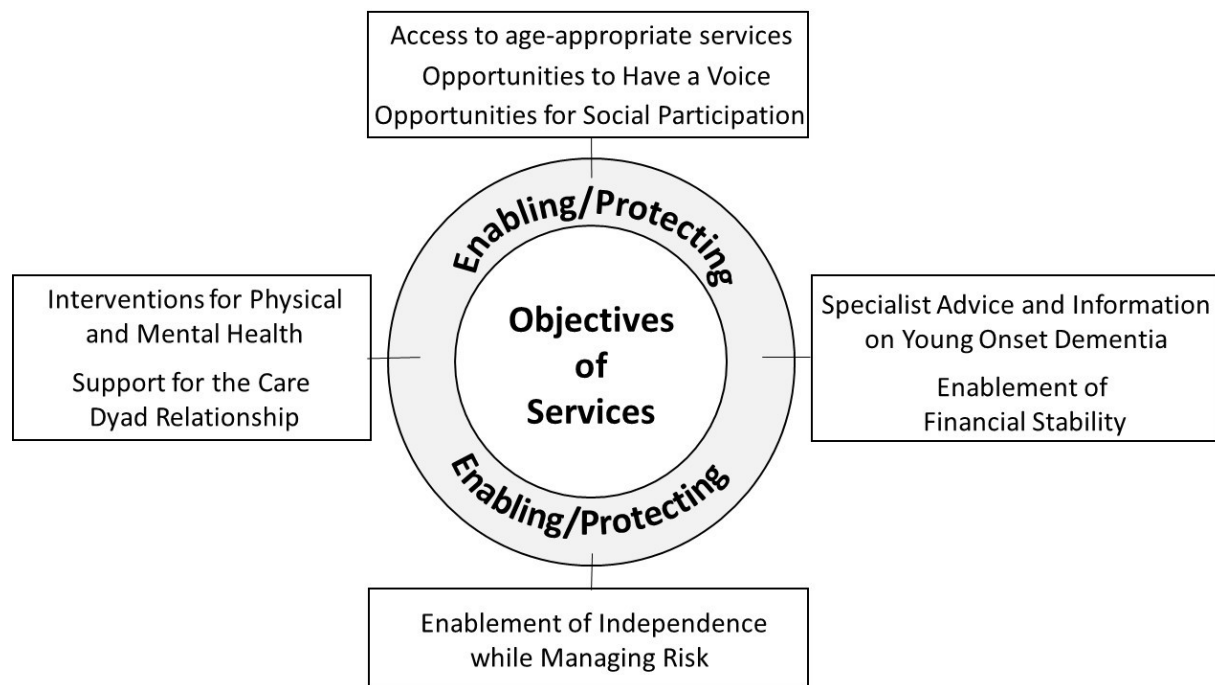 Access to age-appropriate services
Opportunities to Have a Voice
Opportunities for Social Participation
Enabling/Protecting
Interventions for Physical
and Mental Health
Support for the Care
Dyad Relationship
Objectives
of
Services
Specialist Advice and Information
on Young Onset Dementia
Enablement of
Financial Stability
Enabling/Protecting
Enablement of Independence
while Managing Risk